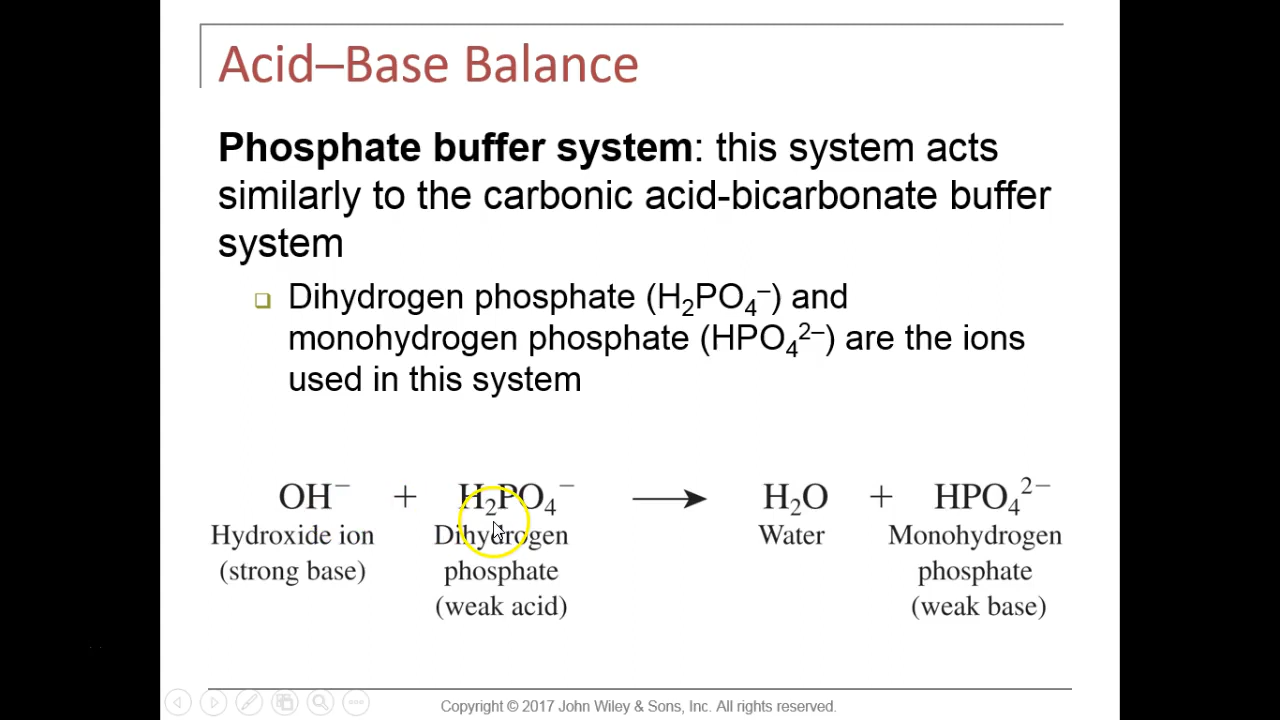 Acid–Base Balance
Phosphate buffer system: this system acts
similarly to the carbonic acid-bicarbonate buffer
system
Dihydrogen phosphate (H₂PO₄⁻) and
monohydrogen phosphate (HPO₄²⁻) are the ions
used in this system
OH⁻ + H₂PO₄⁻ ⟶ H₂O + HPO₄²⁻
Hydroxide ion Dihydrogen Water Monohydrogen
(strong base) phosphate phosphate
(weak acid) (weak base)
Copyright © 2017 John Wiley & Sons, Inc. All rights reserved.